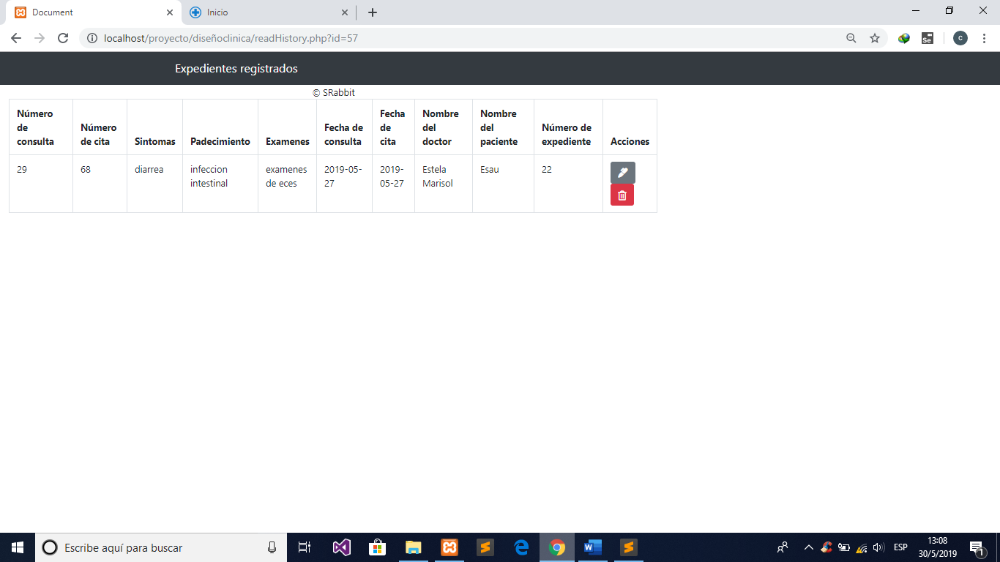 Document
Inicio
localhost/proyecto/diseñoclinica/readHistory.php?id=57
Se
c
Expedientes registrados
© SRabbit
Número de consulta
Número de cita
Sintomas
Padecimiento
Examenes
Fecha de consulta
Fecha de cita
Nombre del doctor
Nombre del paciente
Número de expediente
Acciones
29
68
diarrea
infeccion intestinal
examenes de eces
2019-05-27
2019-05-27
Estela Marisol
Esau
22
Escribe aquí para buscar
ESP
13:08
30/5/2019
1